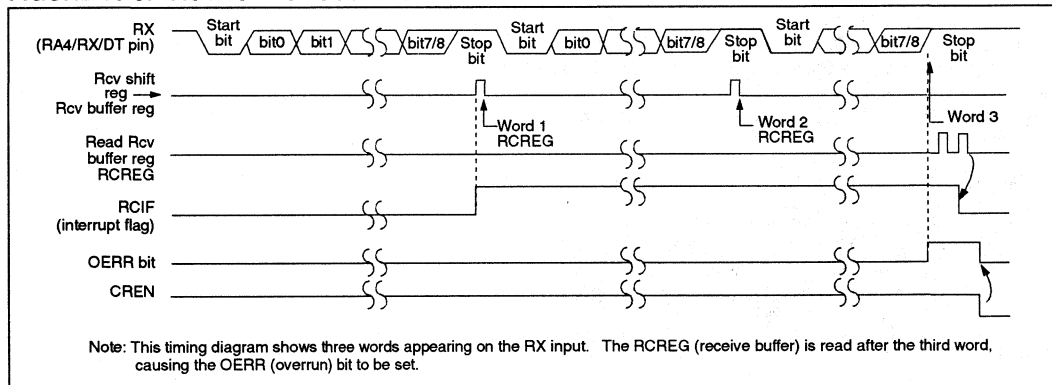 RX
(RA4/RX/DT pin)
Start
bit
bit0
bit1
bit7/8
Stop
bit
Start
bit
bit0
bit7/8
Stop
bit
Start
bit
bit7/8
Stop
bit
Rcv shift
reg
Rcv buffer reg
Word 1
RCREG
Word 2
RCREG
Word 3
Read Rcv
buffer reg
RCREG
RCIF
(interrupt flag)
OERR bit
CREN
Note: This timing diagram shows three words appearing on the RX input. The RCREG (receive buffer) is read after the third word,
causing the OERR (overrun) bit to be set.